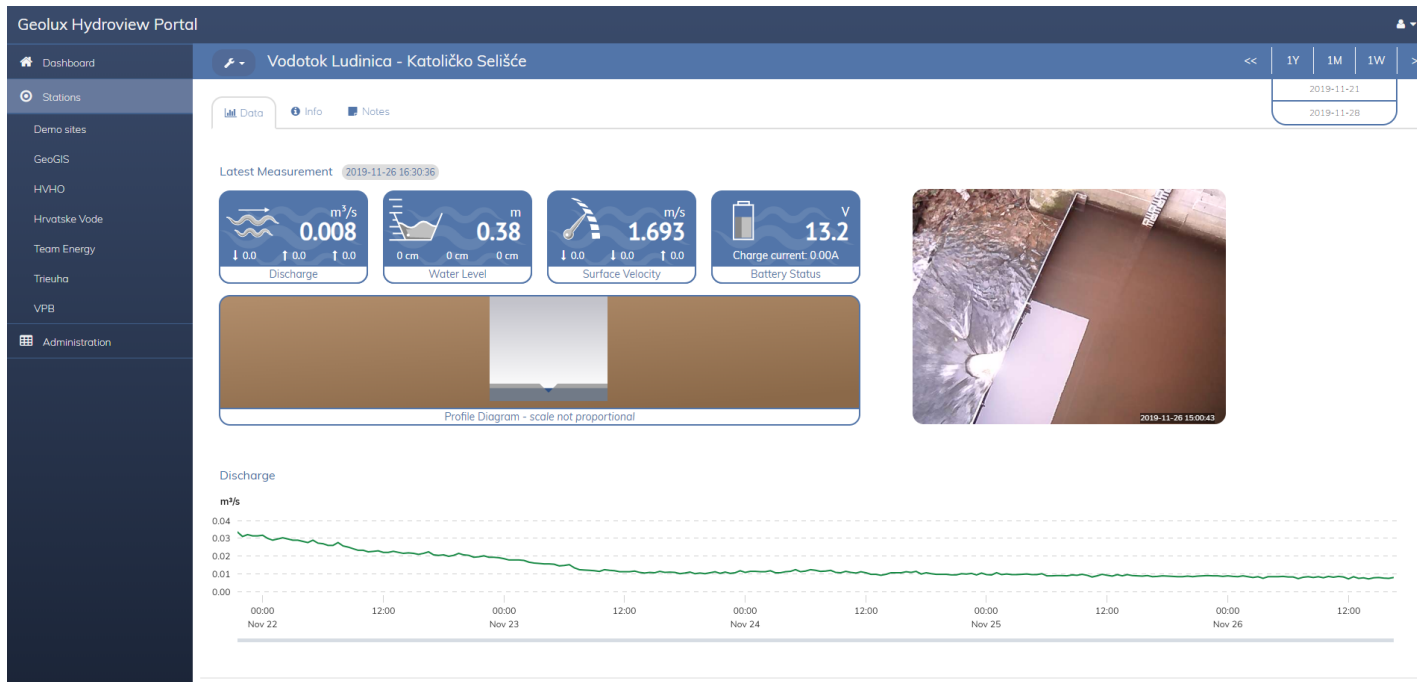 Geolux Hydroview Portal
Dashboard
Vodotok Ludinica - Katoličko Selišće
<< 1Y 1M 1W >
Stations
2019-11-21
2019-11-28
Data Info Notes
Demo sites
GeoGIS
HVHO
Hrvatske Vode
Team Energy
Trieuha
VPB
Administration
Latest Measurement 2019-11-26 16:30:36
m³/s
0.008
↓ 0.0 ↑ 0.0 ↑ 0.0
Discharge
m
0.38
0 cm 0 cm 0 cm
Water Level
m/s
1.693
↓ 0.0 ↓ 0.0 ↑ 0.0
Surface Velocity
V
13.2
Charge current: 0.00A
Battery Status
Profile Diagram - scale not proportional
2019-11-26 15:00:43
Discharge
m³/s
0.04
0.03
0.02
0.01
0.00
00:00 12:00 00:00 12:00 00:00 12:00 00:00 12:00 00:00 12:00
Nov 22 Nov 23 Nov 24 Nov 25 Nov 26